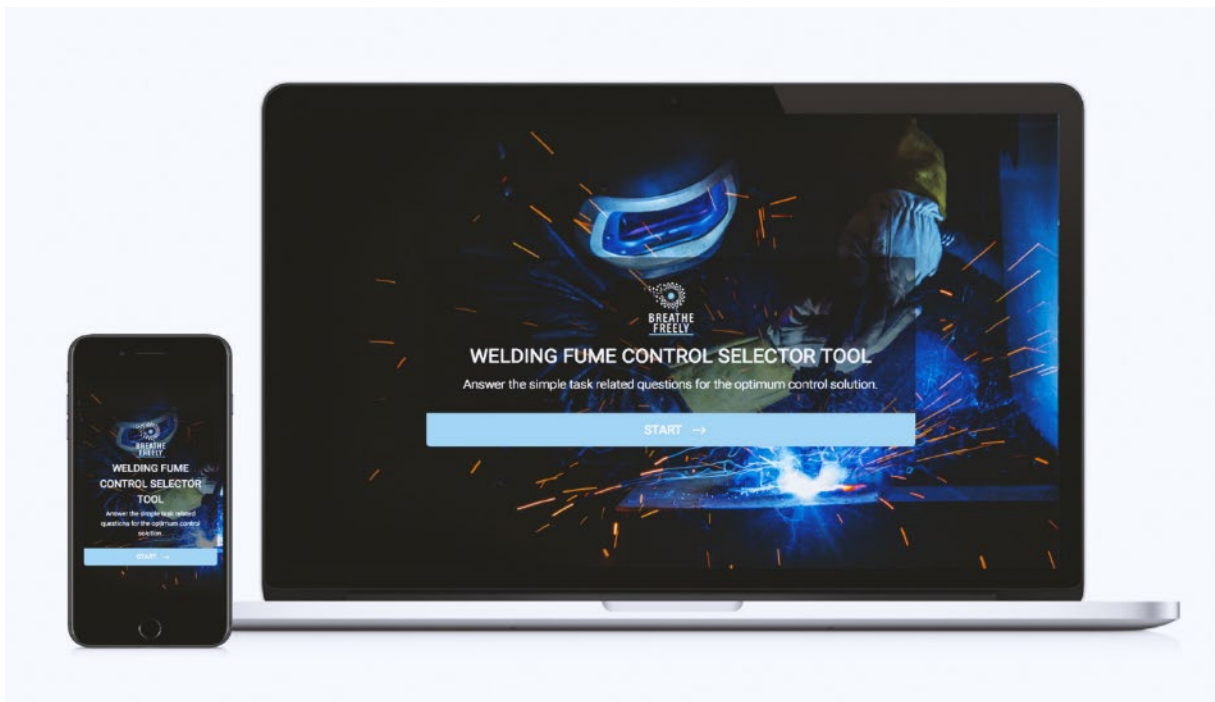 BREATHE
FREELY
WELDING FUME CONTROL SELECTOR TOOL
Answer the simple task related questions for the optimum control solution.
START →
BREATHE
FREELY
WELDING FUME
CONTROL SELECTOR
TOOL
Answer the simple task related
questions for the optimum control
solution.
START →